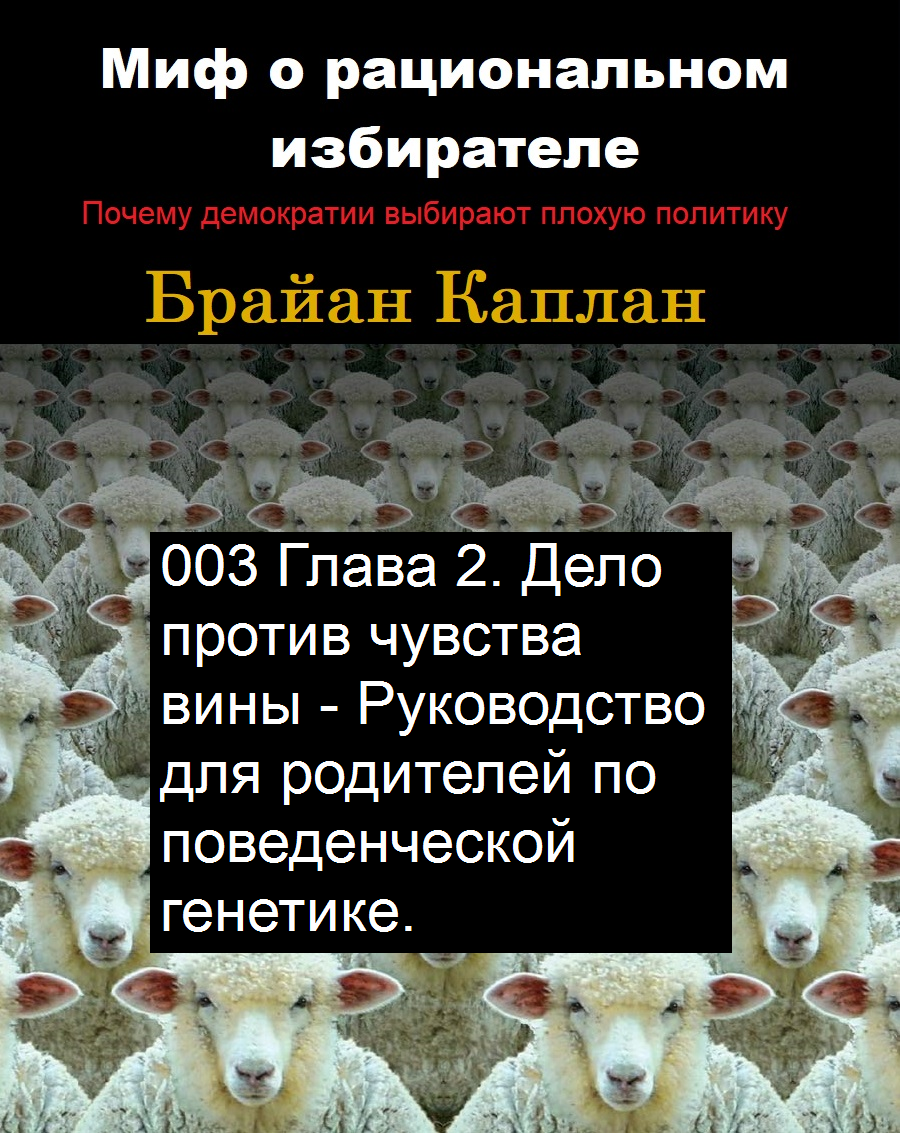 Миф о рациональном
избирателе
Почему демократии выбирают плохую политику
Брайан Каплан
003 Глава 2. Дело
против чувства
вины - Руководство
для родителей по
поведенческой
генетике.